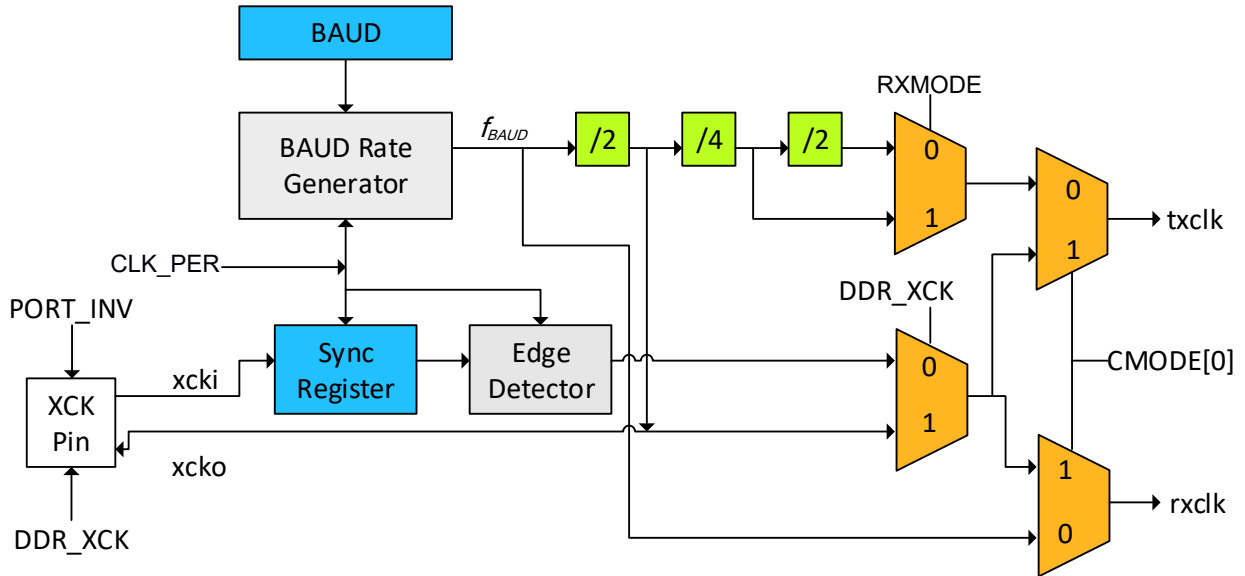 BAUD
RXMODE
BAUD Rate
Generator
fBAUD
/2
/4
/2
0
1
0
1
txclk
CLK_PER
DDR_XCK
PORT_INV
Sync
Register
Edge
Detector
0
1
CMODE[0]
xcki
XCK
Pin
xcko
1
0
rxclk
DDR_XCK